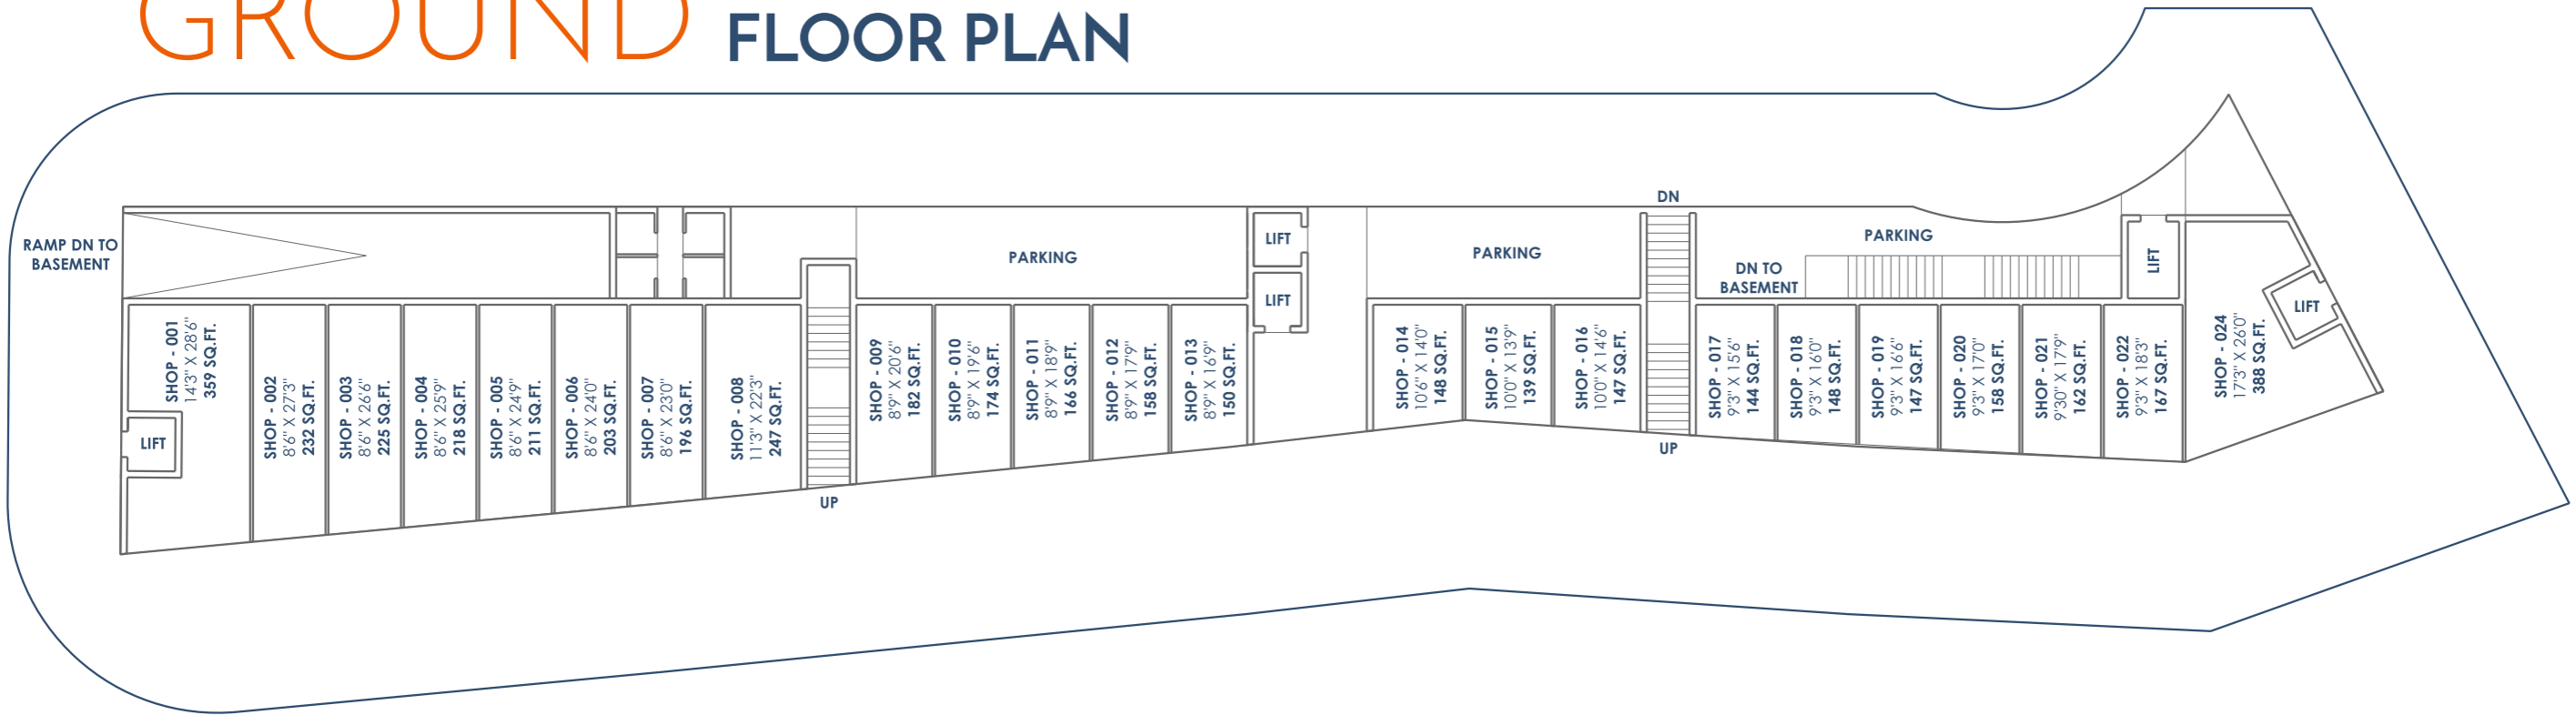 GROUND FLOOR PLAN
DN
RAMP DN TO
BASEMENT
PARKING
LIFT
LIFT
PARKING
DN TO
BASEMENT
PARKING
LIFT
LIFT
SHOP - 001
14'3" X 28'6"
359 SQ.FT.
LIFT
SHOP - 002
8'6" X 27'3"
232 SQ.FT.
SHOP - 003
8'6" X 26'6"
225 SQ.FT.
SHOP - 004
8'6" X 25'9"
218 SQ.FT.
SHOP - 005
8'6" X 24'9"
211 SQ.FT.
SHOP - 006
8'6" X 24'0"
203 SQ.FT.
SHOP - 007
8'6" X 23'0"
196 SQ.FT.
SHOP - 008
11'3" X 22'3"
247 SQ.FT.
UP
SHOP - 009
8'9" X 20'6"
182 SQ.FT.
SHOP - 010
8'9" X 19'6"
174 SQ.FT.
SHOP - 011
8'9" X 18'9"
166 SQ.FT.
SHOP - 012
8'9" X 17'9"
158 SQ.FT.
SHOP - 013
8'9" X 16'9"
150 SQ.FT.
SHOP - 014
10'6" X 14'0"
148 SQ.FT.
SHOP - 015
10'0" X 13'9"
139 SQ.FT.
SHOP - 016
10'0" X 14'6"
147 SQ.FT.
UP
SHOP - 017
9'3" X 15'6"
144 SQ.FT.
SHOP - 018
9'3" X 16'0"
148 SQ.FT.
SHOP - 019
9'3" X 16'6"
147 SQ.FT.
SHOP - 020
9'3" X 17'0"
158 SQ.FT.
SHOP - 021
9'30" X 17'9"
162 SQ.FT.
SHOP - 022
9'3" X 18'3"
167 SQ.FT.
SHOP - 024
17'3" X 26'0"
388 SQ.FT.